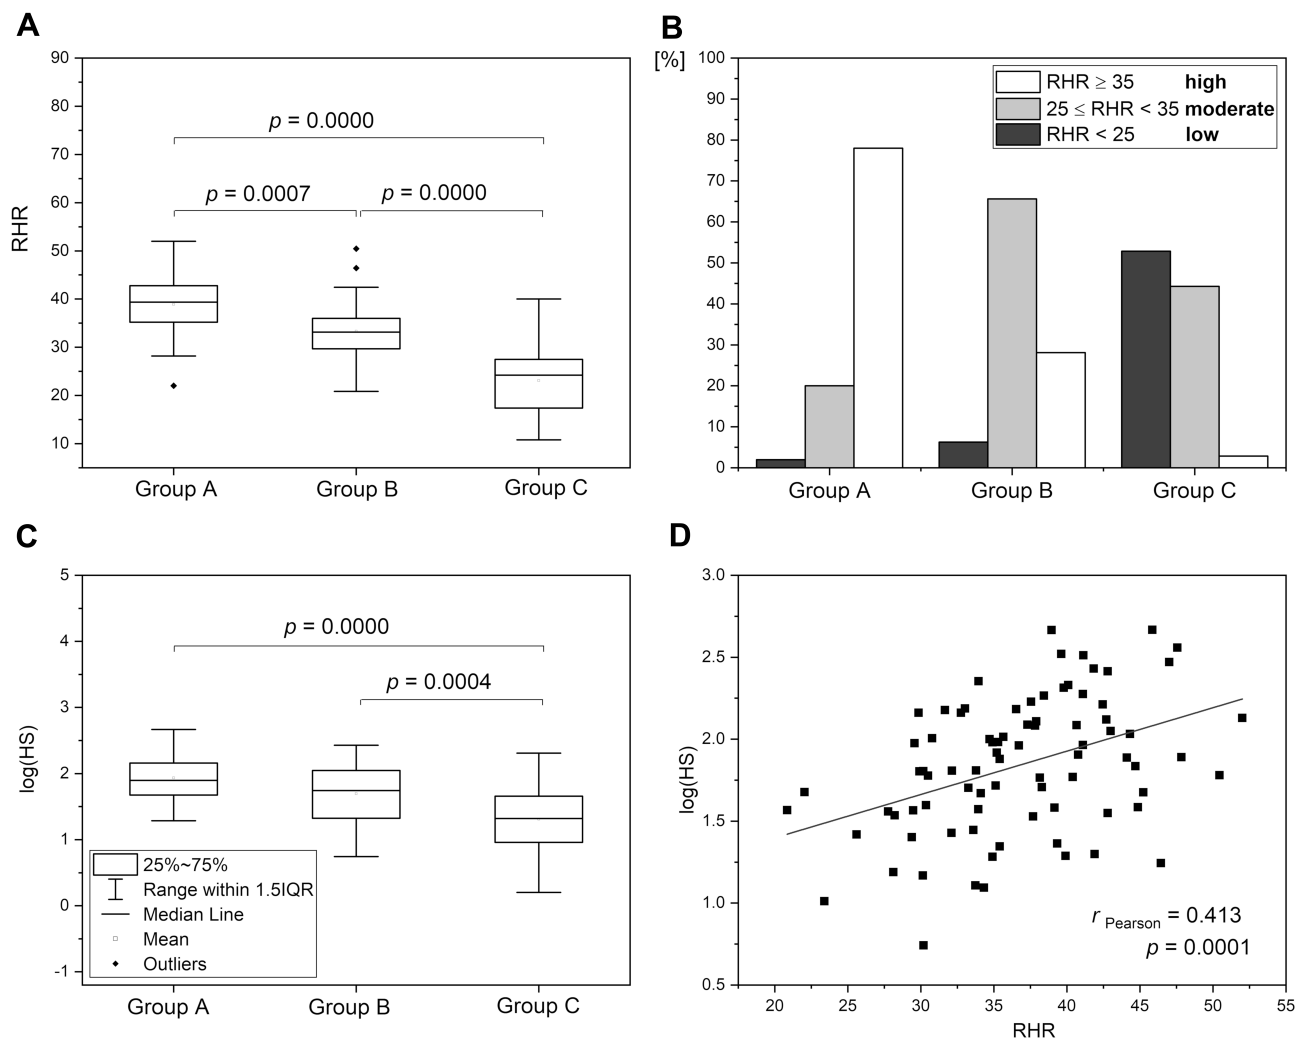 A
90
80
70
60
50
40
30
20
10
RHR
p = 0.0000
p = 0.0007
p = 0.0000
Group A
Group B
Group C
B
[%]
100
90
80
70
60
50
40
30
20
10
0
RHR ≥ 35 high
25 ≤ RHR < 35 moderate
RHR < 25 low
Group A
Group B
Group C
C
5
4
3
2
1
0
-1
log(HS)
p = 0.0000
p = 0.0004
25%~75%
Range within 1.5IQR
Median Line
Mean
Outliers
Group A
Group B
Group C
D
3.0
2.5
2.0
1.5
1.0
0.5
log(HS)
r Pearson = 0.413
p = 0.0001
20
25
30
35
40
45
50
55
RHR